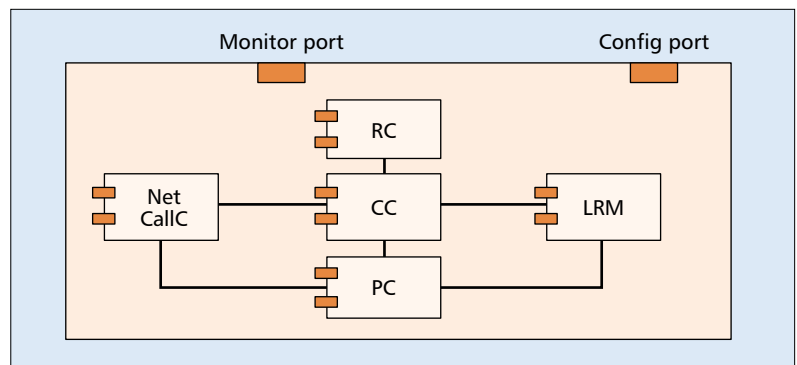 Monitor port
Config port
RC
Net
CallC
CC
LRM
PC